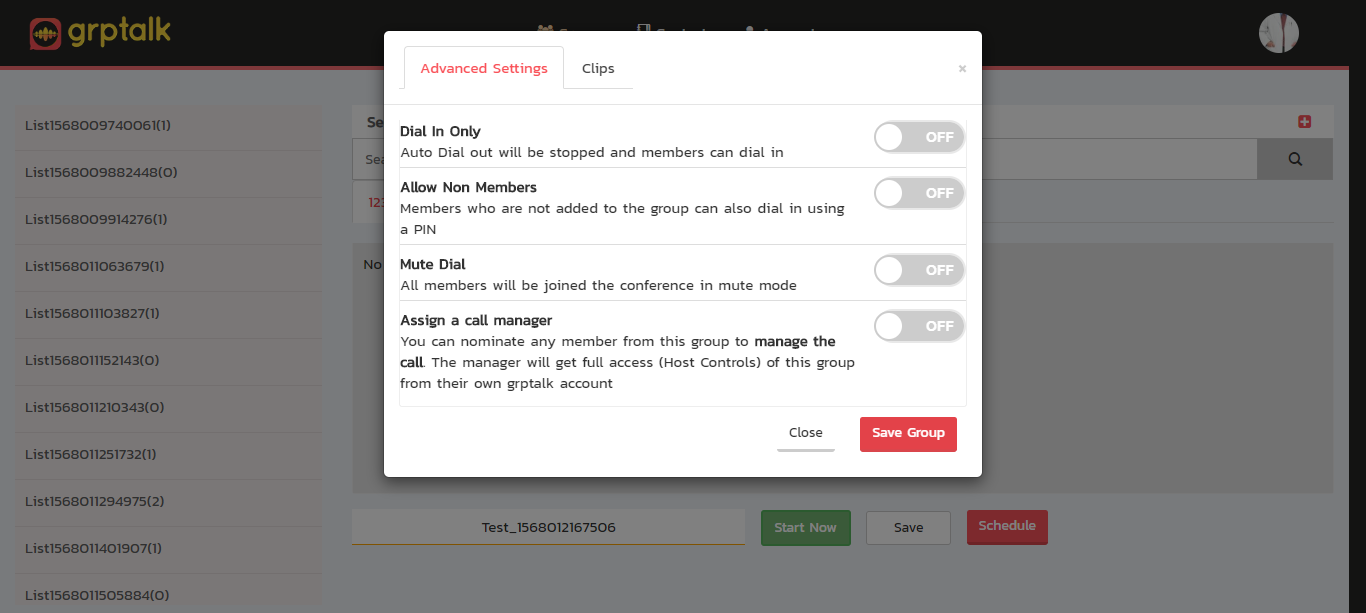 grptalk
Advanced Settings
Clips
×
List1568009740061(1)
List1568009882448(0)
List1568009914276(1)
List1568011063679(1)
List1568011103827(1)
List1568011152143(0)
List1568011210343(0)
List1568011251732(1)
List1568011294975(2)
List1568011401907(1)
List1568011505884(0)
Dial In Only
OFF
Auto Dial out will be stopped and members can dial in
Allow Non Members
OFF
Members who are not added to the group can also dial in using
a PIN
No
Mute Dial
OFF
All members will be joined the conference in mute mode
Assign a call manager
OFF
You can nominate any member from this group to manage the
call. The manager will get full access (Host Controls) of this group
from their own grptalk account
Close
Save Group
Test_1568012167506
Start Now
Save
Schedule